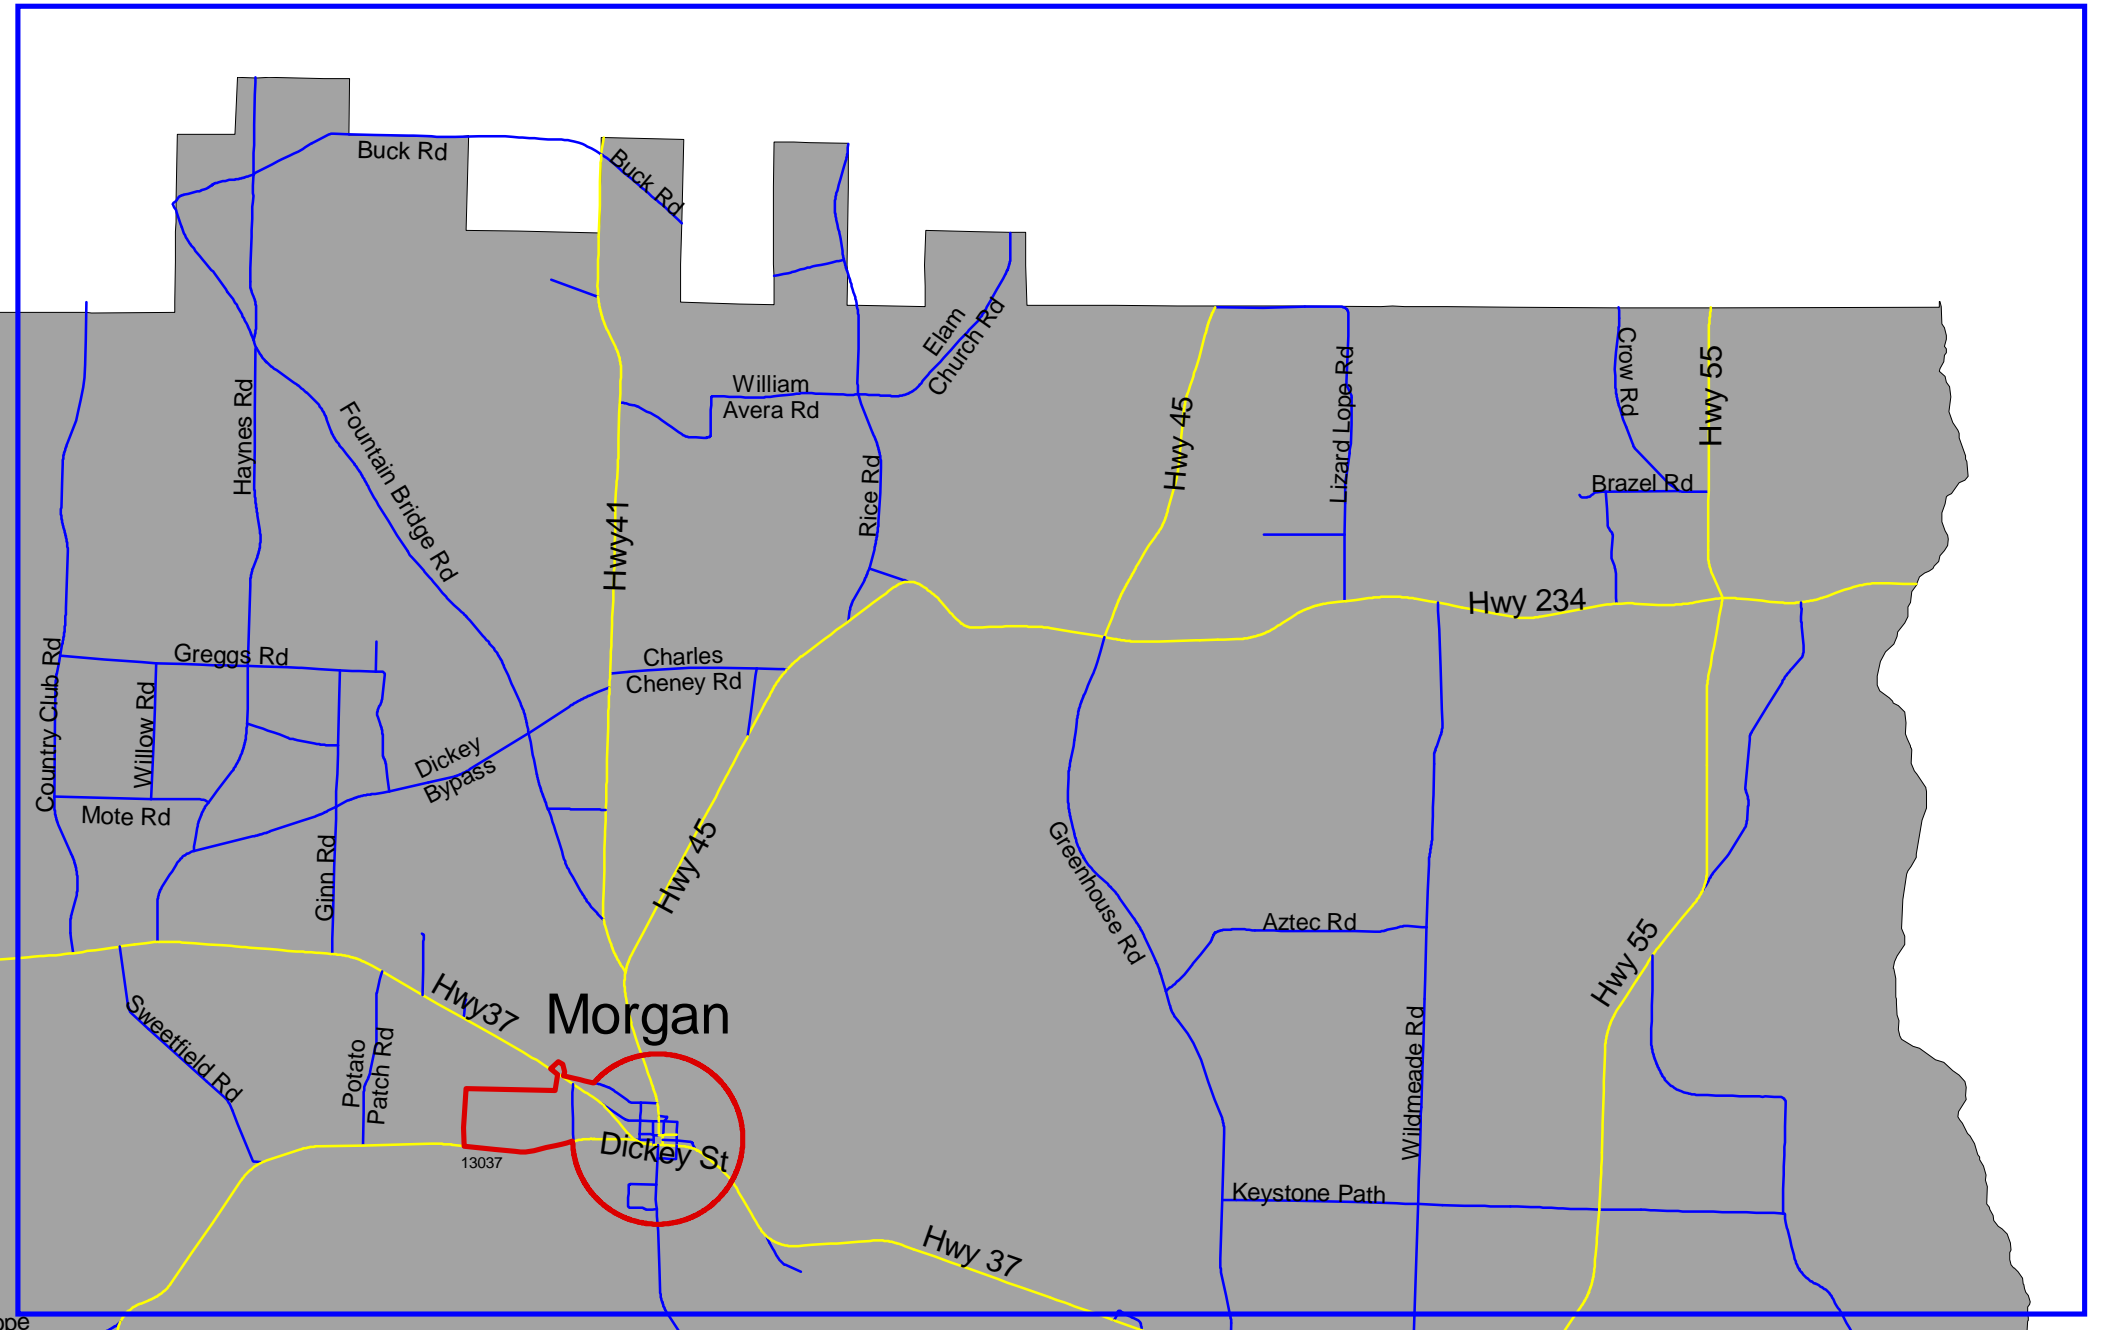 Buck Rd
Buck Rd
Elam
Church Rd
William
Avera Rd
Haynes Rd
Fountain Bridge Rd
Hwy41
Rice Rd
Hwy 45
Lizard Lope Rd
Crow Rd
Hwy 55
Brazel Rd
Hwy 234
Country Club Rd
Greggs Rd
Willow Rd
Charles
Cheney Rd
Dickey
Bypass
Mote Rd
Ginn Rd
Hwy 45
Greenhouse Rd
Aztec Rd
Hwy 55
Hwy37
Morgan
Sweetfield Rd
Potato
Patch Rd
Wildmeade Rd
Dickey St
13037
Keystone Path
Hwy 37